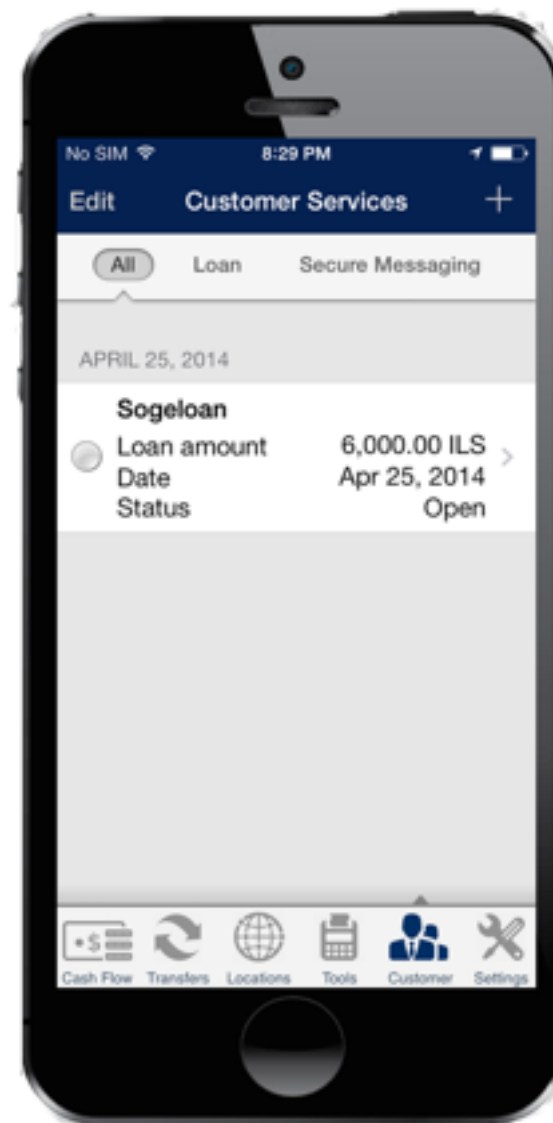 No SIM 8:29 PM
Edit Customer Services +
All Loan Secure Messaging
APRIL 25, 2014
Sogeloan
Loan amount 6,000.00 ILS
Date Apr 25, 2014
Status Open
Cash Flow Transfers Locations Tools Customer Settings